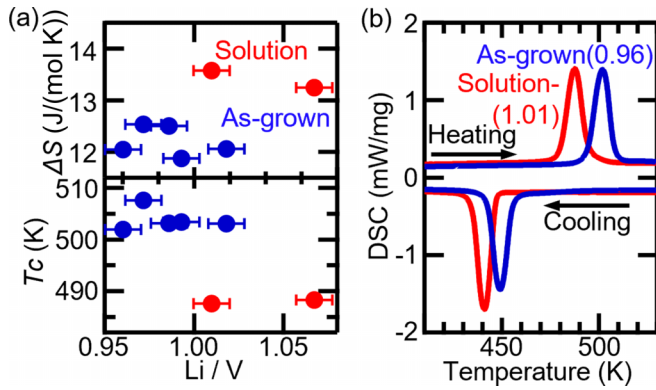 (a)
ΔS (J/(mol K))
14
13
12
Solution
As-grown
Tc (K)
510
500
490
0.95
1.00
1.05
Li / V
(b)
DSC (mW/mg)
2
1
0
-1
-2
As-grown(0.96)
Solution-
(1.01)
Heating
Cooling
450
500
Temperature (K)